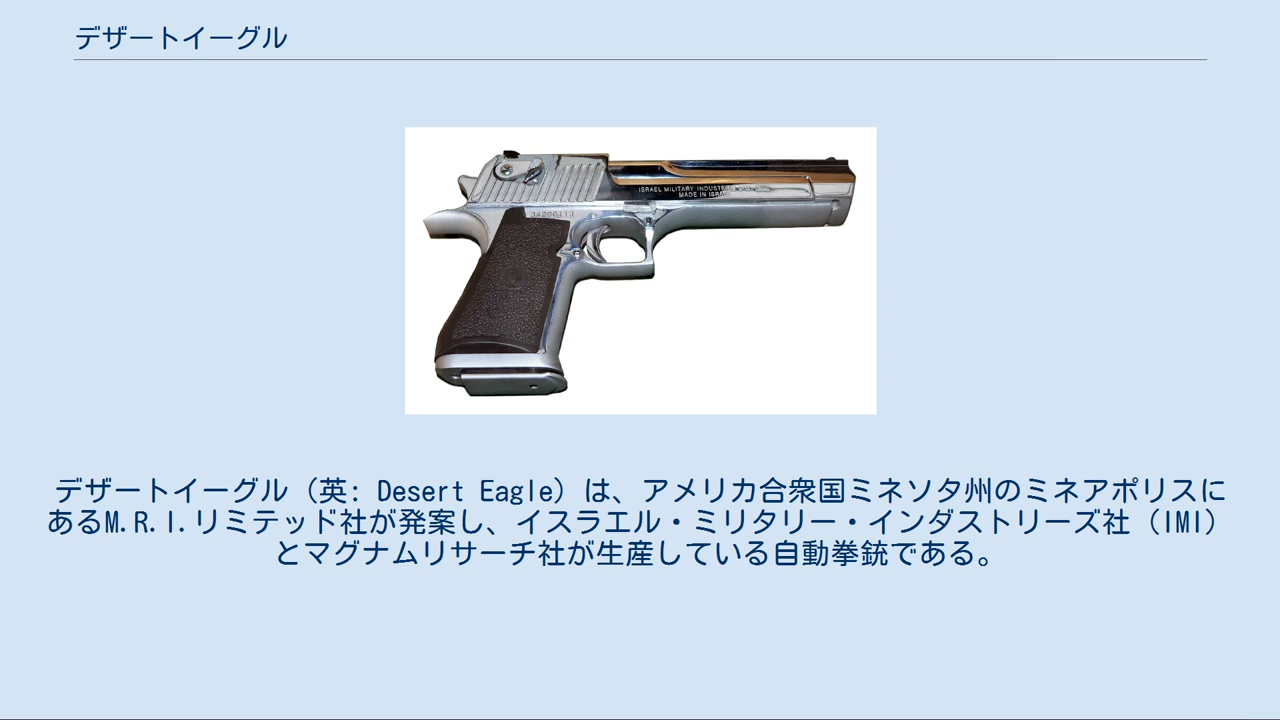 デザートイーグル
ISRAEL MILITARY INDUSTRIES
MADE IN ISRAEL
デザートイーグル（英: Desert Eagle）は、アメリカ合衆国ミネソタ州のミネアポリスに
あるM.R.I.リミテッド社が発案し、イスラエル・ミリタリー・インダストリーズ社（IMI）
とマグナムリサーチ社が生産している自動拳銃である。